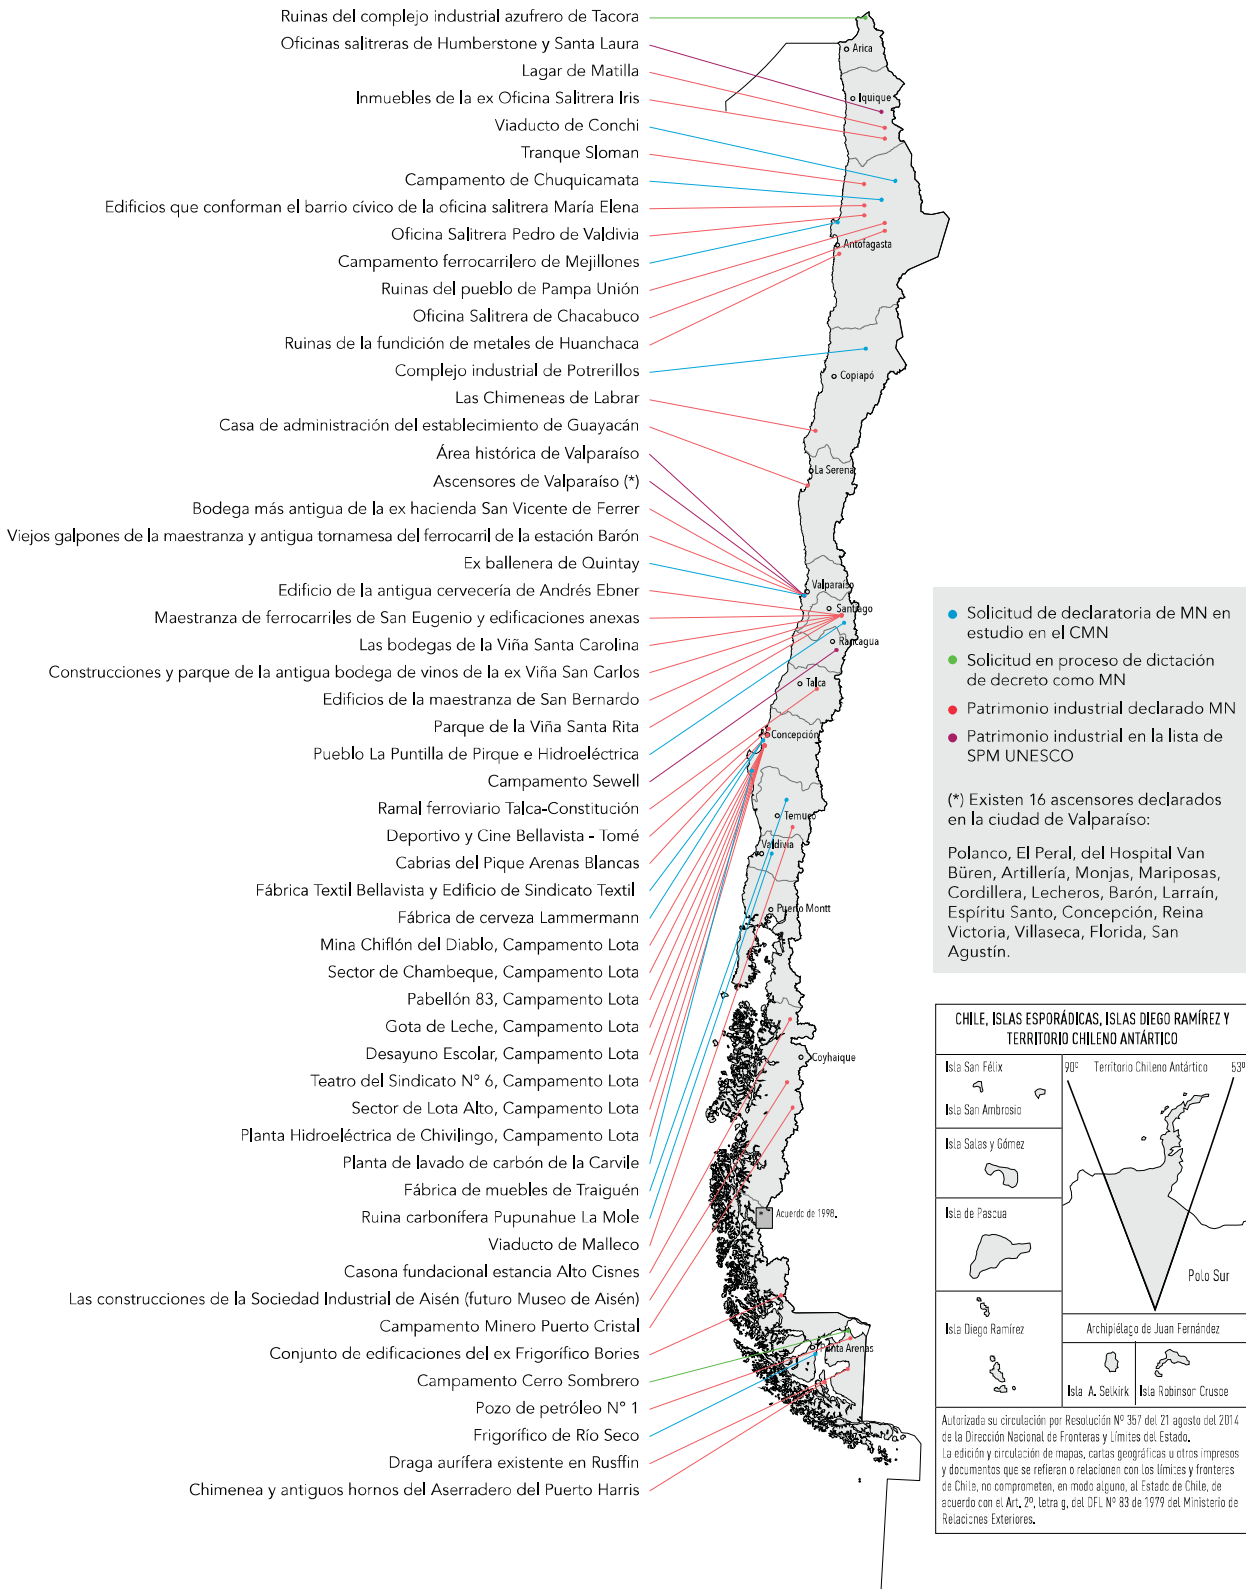 Ruinas del complejo industrial azufrero de Tacora
Oficinas salitreras de Humberstone y Santa Laura
Lagar de Matilla
Inmuebles de la ex Oficina Salitrera Iris
Viaducto de Conchi
Tranque Sloman
Campamento de Chuquicamata
Edificios que conforman el barrio cívico de la oficina salitrera María Elena
Oficina Salitrera Pedro de Valdivia
Campamento ferrocarrilero de Mejillones
Ruinas del pueblo de Pampa Unión
Oficina Salitrera de Chacabuco
Ruinas de la fundición de metales de Huanchaca
Complejo industrial de Potrerillos
Las Chimeneas de Labrar
Casa de administración del establecimiento de Guayacán
Área histórica de Valparaíso
Ascensores de Valparaíso (*)
Bodega más antigua de la ex hacienda San Vicente de Ferrer
Viejos galpones de la maestranza y antigua tornamesa del ferrocarril de la estación Barón
Ex ballenera de Quintay
Edificio de la antigua cervecería de Andrés Ebner
Maestranza de ferrocarriles de San Eugenio y edificaciones anexas
Las bodegas de la Viña Santa Carolina
Construcciones y parque de la antigua bodega de vinos de la ex Viña San Carlos
Edificios de la maestranza de San Bernardo
Parque de la Viña Santa Rita
Pueblo La Puntilla de Pirque e Hidroeléctrica
Campamento Sewell
Ramal ferroviario Talca-Constitución
Deportivo y Cine Bellavista - Tomé
Cabrias del Pique Arenas Blancas
Fábrica Textil Bellavista y Edificio de Sindicato Textil
Fábrica de cerveza Lammermann
Mina Chiflón del Diablo, Campamento Lota
Sector de Chambeque, Campamento Lota
Pabellón 83, Campamento Lota
Gota de Leche, Campamento Lota
Desayuno Escolar, Campamento Lota
Teatro del Sindicato Nº 6, Campamento Lota
Sector de Lota Alto, Campamento Lota
Planta Hidroeléctrica de Chivilingo, Campamento Lota
Planta de lavado de carbón de la Carvile
Fábrica de muebles de Traiguén
Ruina carbonífera Pupunahue La Mole
Viaducto de Malleco
Casona fundacional estancia Alto Cisnes
Las construcciones de la Sociedad Industrial de Aisén (futuro Museo de Aisén)
Campamento Minero Puerto Cristal
Conjunto de edificaciones del ex Frigorífico Bories
Campamento Cerro Sombrero
Pozo de petróleo N° 1
Frigorífico de Río Seco
Draga aurífera existente en Rusffin
Chimenea y antiguos hornos del Aserradero del Puerto Harris
Arica
Iquique
Antofagasta
Copiapó
La Serena
Valparaíso
Santiago
Rancagua
Talca
Concepción
Temuco
Valdivia
Puerto Montt
Coyhaique
Acuerdo de 1998.
Punta Arenas
Solicitud de declaratoria de MN en
estudio en el CMN
Solicitud en proceso de dictación
de decreto como MN
Patrimonio industrial declarado MN
Patrimonio industrial en la lista de
SPM UNESCO
(*) Existen 16 ascensores declarados
en la ciudad de Valparaíso:
Polanco, El Peral, del Hospital Van
Büren, Artillería, Monjas, Mariposas,
Cordillera, Lecheros, Barón, Larraín,
Espíritu Santo, Concepción, Reina
Victoria, Villaseca, Florida, San
Agustín.
CHILE, ISLAS ESPORÁDICAS, ISLAS DIEGO RAMÍREZ Y
TERRITORIO CHILENO ANTÁRTICO
Isla San Félix
Isla San Ambrosio
Isla Salas y Gómez
Isla de Pascua
Isla Diego Ramírez
90º Territorio Chileno Antártico 53º
Polo Sur
Archipiélago de Juan Fernández
Isla A. Selkirk
Isla Robinson Crusoe
Autorizada su circulación por Resolución Nº 357 del 21 agosto del 2014
de la Dirección Nacional de Fronteras y Límites del Estado.
La edición y circulación de mapas, cartas geográficas u otros impresos
y documentos que se refieran o relacionen con los límites y fronteras
de Chile, no comprometen, en modo alguno, al Estado de Chile, de
acuerdo con el Art. 2º, letra g, del DFL Nº 83 de 1979 del Ministerio de
Relaciones Exteriores.